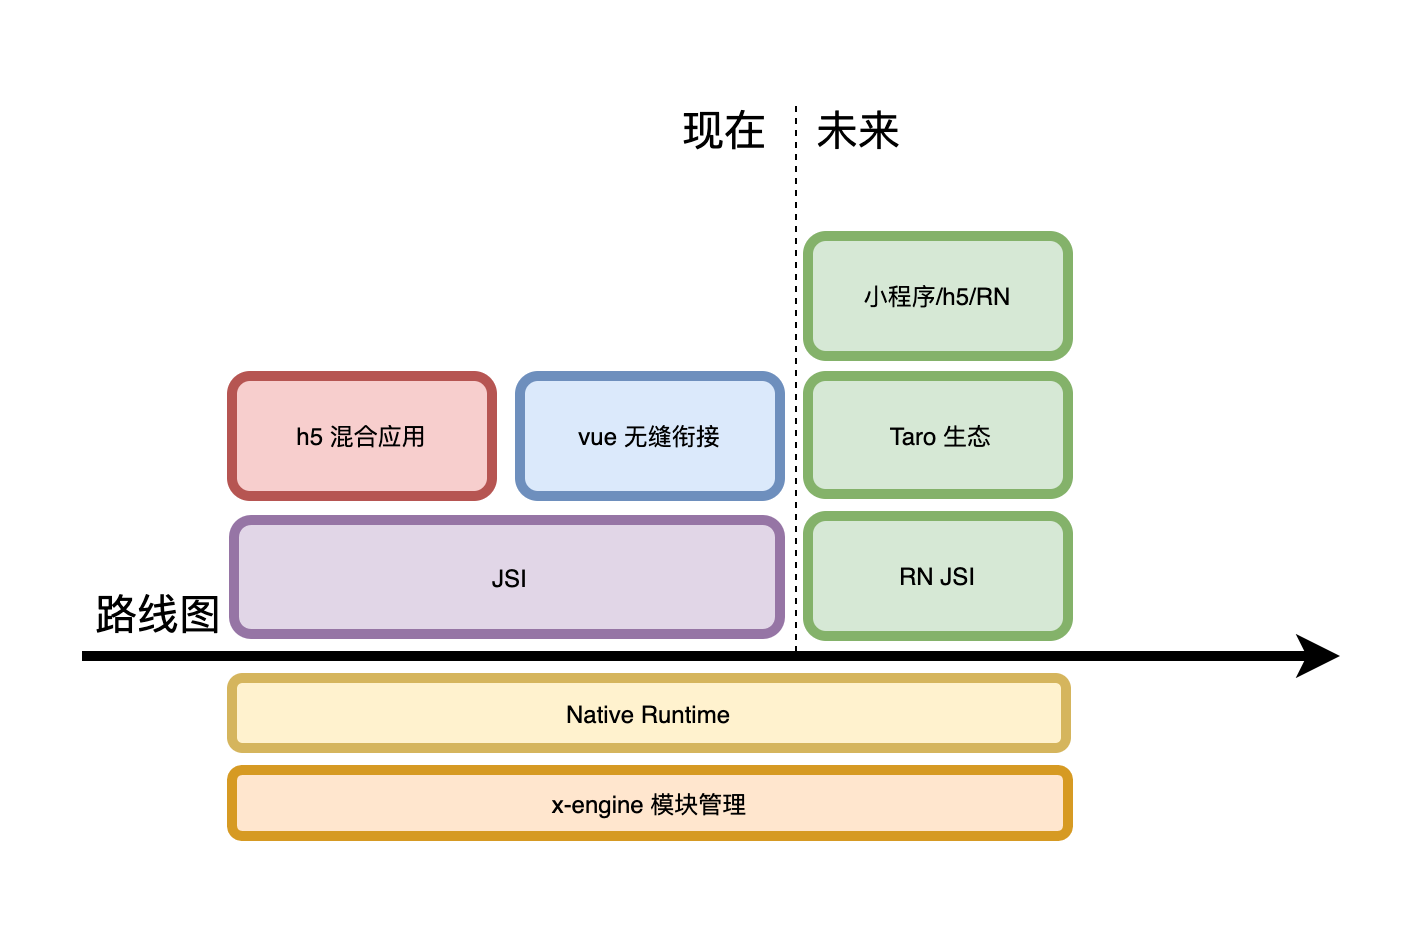 现在
未来
小程序/h5/RN
h5 混合应用
vue 无缝衔接
Taro 生态
JSI
RN JSI
路线图
Native Runtime
x-engine 模块管理